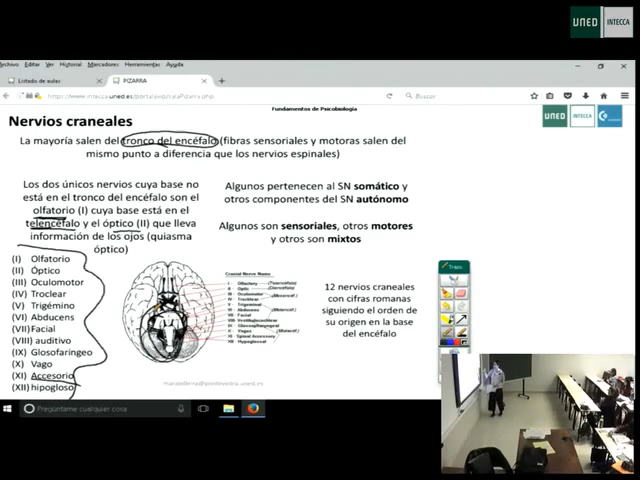 UNED INTECCA
Archivo Editar Ver Historial Marcadores Herramientas Ayuda
Listado de aulas
PIZARRA
Buscar
Fundamentos de Psicobiología
UNED INTECCA
Nervios craneales
La mayoría salen del tronco del encéfalo (fibras sensoriales y motoras salen del
mismo punto a diferencia que los nervios espinales)
Los dos únicos nervios cuya base no
está en el tronco del encéfalo son el
olfatorio (I) cuya base está en el
telencéfalo y el óptico (II) que lleva
información de los ojos (quiasma
óptico)
Algunos pertenecen al SN somático y
otros componentes del SN autónomo
Algunos son sensoriales, otros motores
y otros son mixtos
(I) Olfatorio
(II) Óptico
(III) Oculomotor
(IV) Troclear
(V) Trigémino
(VI) Abducens
(VII) Facial
(VIII) auditivo
(IX) Glosofaríngeo
(X) Vago
(XI) Accesorio
(XII) hipogloso
Cranial Nerve Name
12 nervios craneales
con cifras romanas
siguiendo el orden de
su origen en la base
del encéfalo
Trazo
Pregúntame cualquier cosa